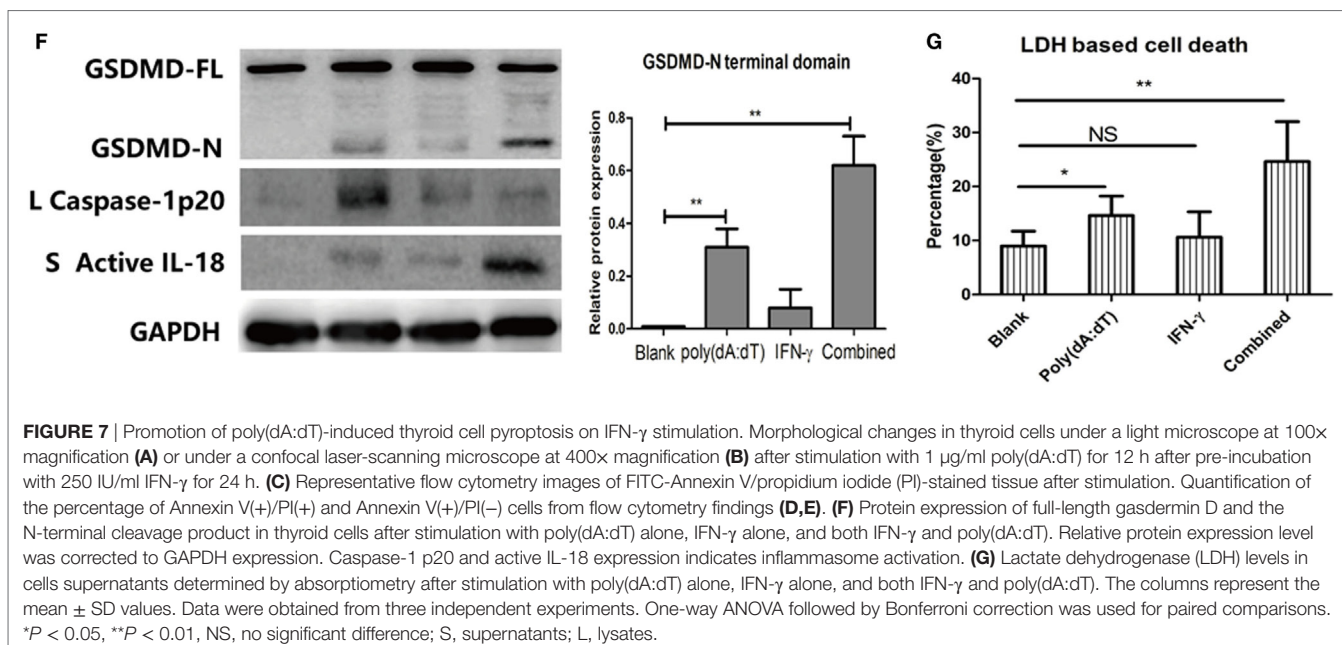 F
GSDMD-FL
GSDMD-N
L Caspase-1p20
S Active IL-18
GAPDH
GSDMD-N terminal domain
Relative protein expression
0.8
0.6
0.4
0.2
0.0
**
**
Blank poly(dA:dT) IFN-γ Combined
G
LDH based cell death
Percentage(%)
40
30
20
10
0
**
NS
*
Blank
Poly(dA:dT)
IFN-γ
Combined
FIGURE 7 | Promotion of poly(dA:dT)-induced thyroid cell pyroptosis on IFN-γ stimulation. Morphological changes in thyroid cells under a light microscope at 100×
magnification (A) or under a confocal laser-scanning microscope at 400× magnification (B) after stimulation with 1 µg/ml poly(dA:dT) for 12 h after pre-incubation
with 250 IU/ml IFN-γ for 24 h. (C) Representative flow cytometry images of FITC-Annexin V/propidium iodide (PI)-stained tissue after stimulation. Quantification of
the percentage of Annexin V(+)/PI(+) and Annexin V(+)/PI(−) cells from flow cytometry findings (D,E). (F) Protein expression of full-length gasdermin D and the
N-terminal cleavage product in thyroid cells after stimulation with poly(dA:dT) alone, IFN-γ alone, and both IFN-γ and poly(dA:dT). Relative protein expression level
was corrected to GAPDH expression. Caspase-1 p20 and active IL-18 expression indicates inflammasome activation. (G) Lactate dehydrogenase (LDH) levels in
cells supernatants determined by absorptiometry after stimulation with poly(dA:dT) alone, IFN-γ alone, and both IFN-γ and poly(dA:dT). The columns represent the
mean ± SD values. Data were obtained from three independent experiments. One-way ANOVA followed by Bonferroni correction was used for paired comparisons.
*P < 0.05, **P < 0.01, NS, no significant difference; S, supernatants; L, lysates.